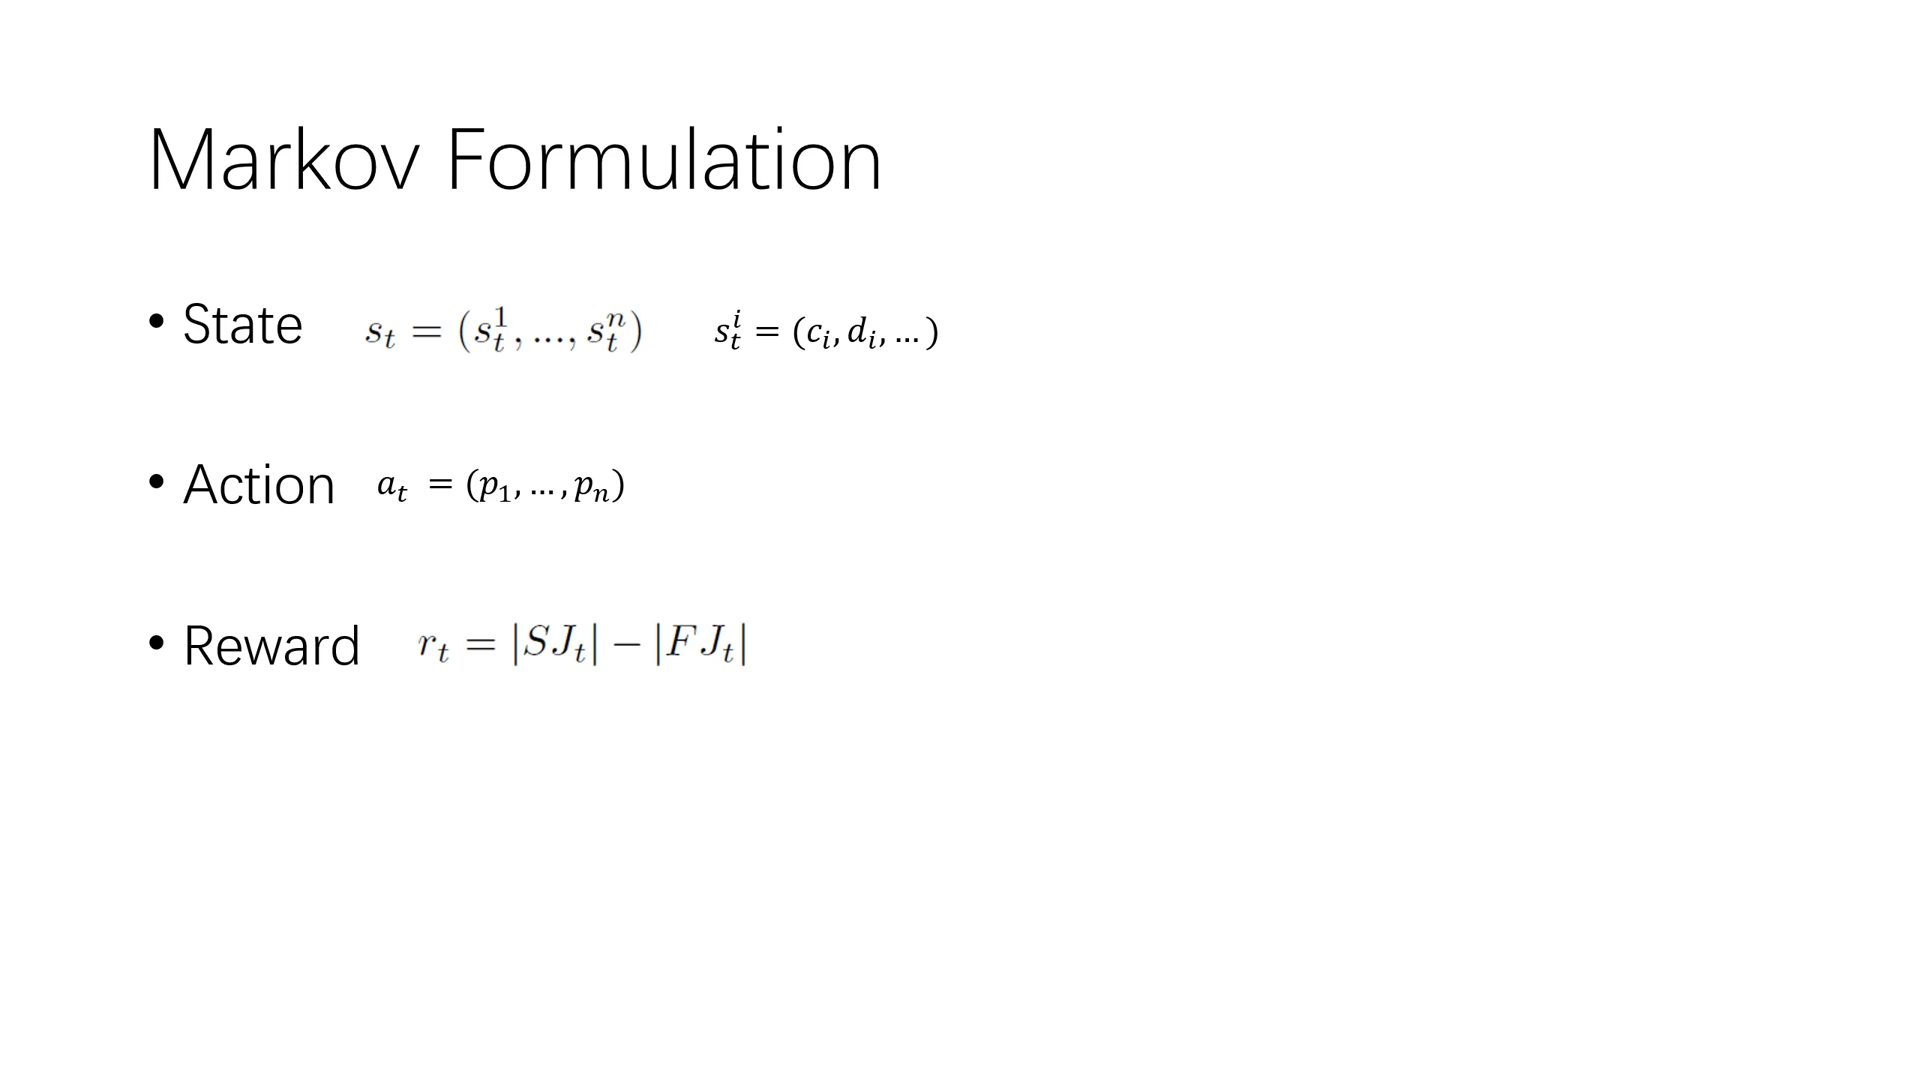 Markov Formulation
• State $s_t = (s_t^1, ..., s_t^n)$ $s_t^i = (c_i, d_i, ...)$
• Action $a_t = (p_1, ..., p_n)$
• Reward $r_t = |SJ_t| - |FJ_t|$